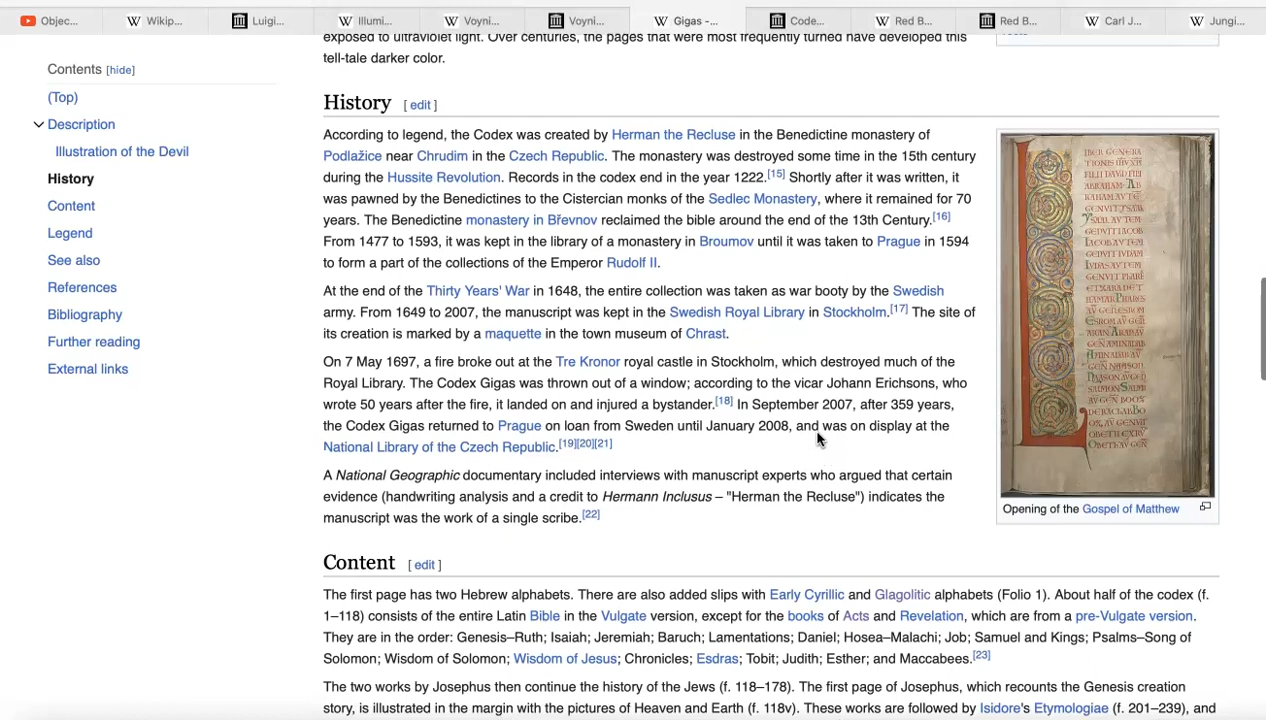 Objec...
Wikip...
Luigi...
Illumi...
Voyni...
Voyni...
Gigas -...
Code...
Red B...
Red B...
Carl J...
Jungi...
exposed to ultraviolet light. Over centuries, the pages that were most frequently turned have developed this
tell-tale darker color.
Contents [hide]
(Top)
Description
Illustration of the Devil
History
Content
Legend
See also
References
Bibliography
Further reading
External links
History [ edit ]
According to legend, the Codex was created by Herman the Recluse in the Benedictine monastery of
Podlažice near Chrudim in the Czech Republic. The monastery was destroyed some time in the 15th century
during the Hussite Revolution. Records in the codex end in the year 1222.[15] Shortly after it was written, it
was pawned by the Benedictines to the Cistercian monks of the Sedlec Monastery, where it remained for 70
years. The Benedictine monastery in Břevnov reclaimed the bible around the end of the 13th Century.[16]
From 1477 to 1593, it was kept in the library of a monastery in Broumov until it was taken to Prague in 1594
to form a part of the collections of the Emperor Rudolf II.
At the end of the Thirty Years' War in 1648, the entire collection was taken as war booty by the Swedish
army. From 1649 to 2007, the manuscript was kept in the Swedish Royal Library in Stockholm.[17] The site of
its creation is marked by a maquette in the town museum of Chrast.
On 7 May 1697, a fire broke out at the Tre Kronor royal castle in Stockholm, which destroyed much of the
Royal Library. The Codex Gigas was thrown out of a window; according to the vicar Johann Erichsons, who
wrote 50 years after the fire, it landed on and injured a bystander.[18] In September 2007, after 359 years,
the Codex Gigas returned to Prague on loan from Sweden until January 2008, and was on display at the
National Library of the Czech Republic.[19][20][21]
A National Geographic documentary included interviews with manuscript experts who argued that certain
evidence (handwriting analysis and a credit to Hermann Inclusus – "Herman the Recluse") indicates the
manuscript was the work of a single scribe.[22]
Opening of the Gospel of Matthew
Content [ edit ]
The first page has two Hebrew alphabets. There are also added slips with Early Cyrillic and Glagolitic alphabets (Folio 1). About half of the codex (f.
1–118) consists of the entire Latin Bible in the Vulgate version, except for the books of Acts and Revelation, which are from a pre-Vulgate version.
They are in the order: Genesis–Ruth; Isaiah; Jeremiah; Baruch; Lamentations; Daniel; Hosea–Malachi; Job; Samuel and Kings; Psalms–Song of
Solomon; Wisdom of Solomon; Wisdom of Jesus; Chronicles; Esdras; Tobit; Judith; Esther; and Maccabees.[23]
The two works by Josephus then continue the history of the Jews (f. 118–178). The first page of Josephus, which recounts the Genesis creation
story, is illustrated in the margin with the pictures of Heaven and Earth (f. 118v). These works are followed by Isidore's Etymologiae (f. 201–239), and